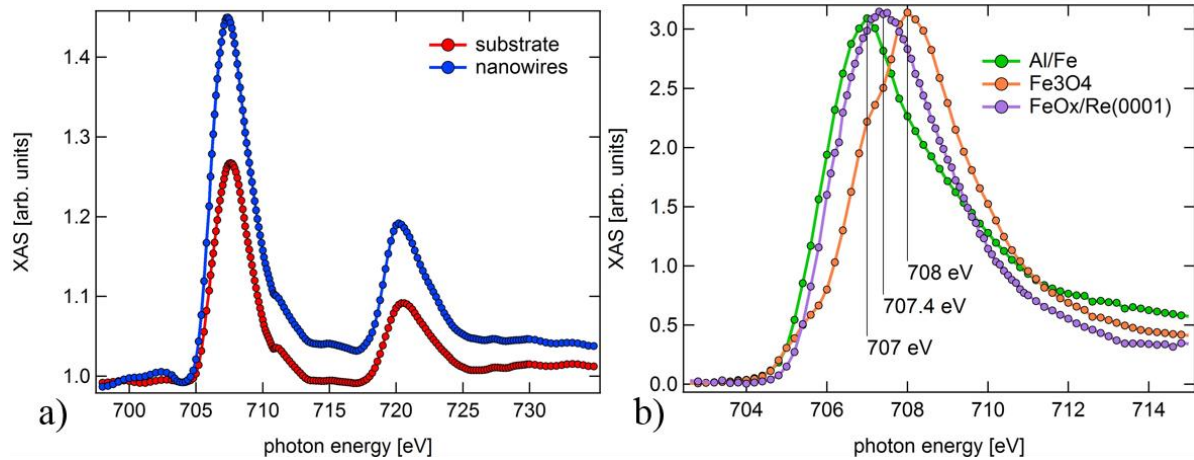 XAS [arb. units]
1.4
1.3
1.2
1.1
1.0
substrate
nanowires
a)
700 705 710 715 720 725 730
photon energy [eV]
XAS [arb. units]
3.0
2.5
2.0
1.5
1.0
0.5
0.0
Al/Fe
Fe3O4
FeOx/Re(0001)
708 eV
707.4 eV
707 eV
b)
704 706 708 710 712 714
photon energy [eV]